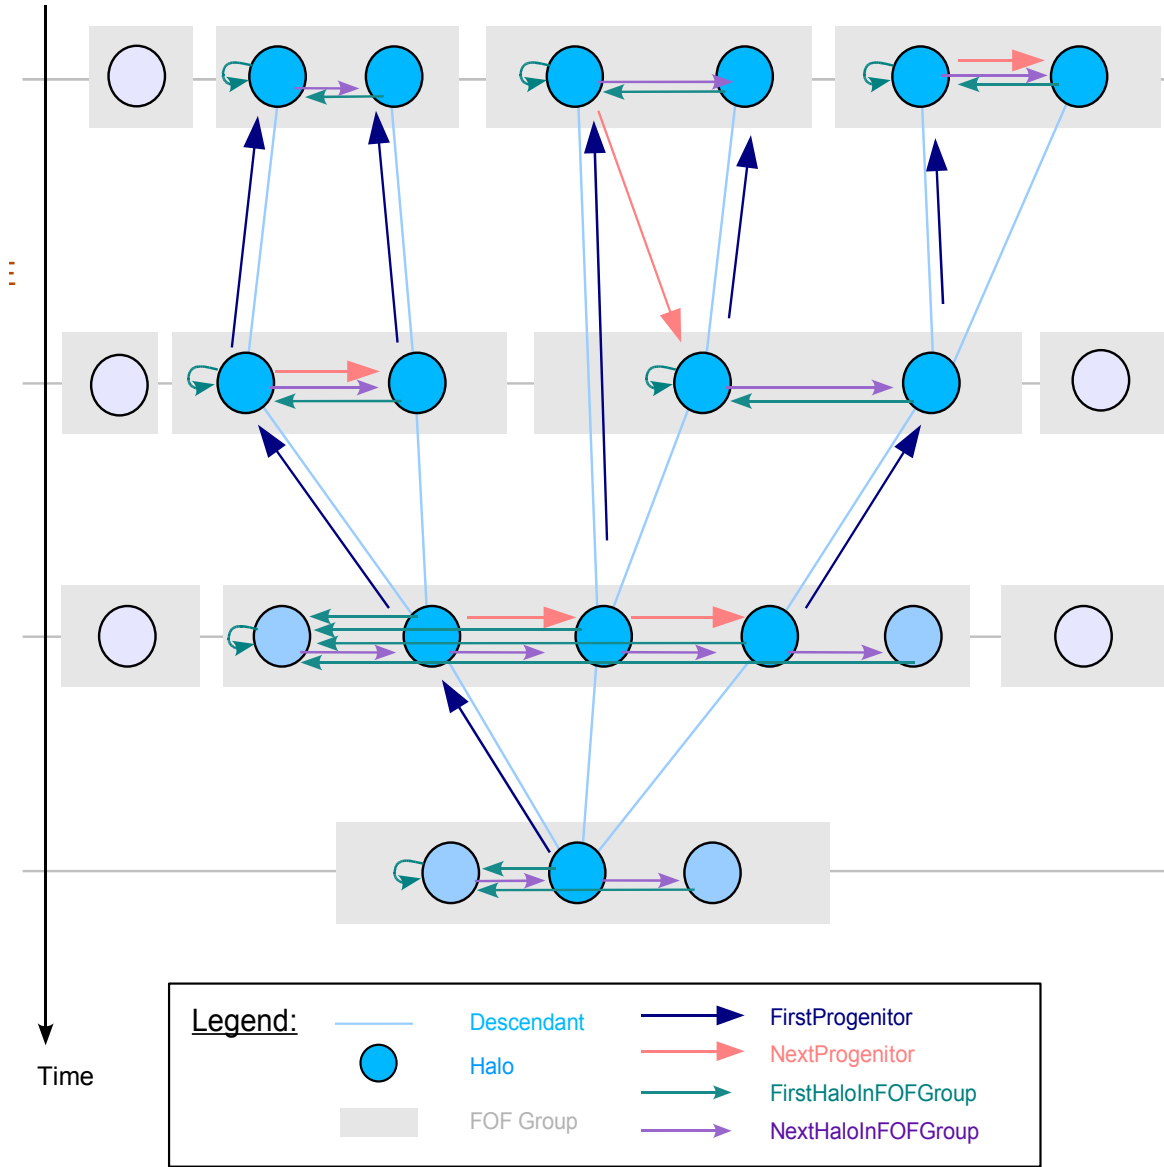 ...
Time
Legend:
Descendant
Halo
FOF Group
FirstProgenitor
NextProgenitor
FirstHaloInFOFGroup
NextHaloInFOFGroup